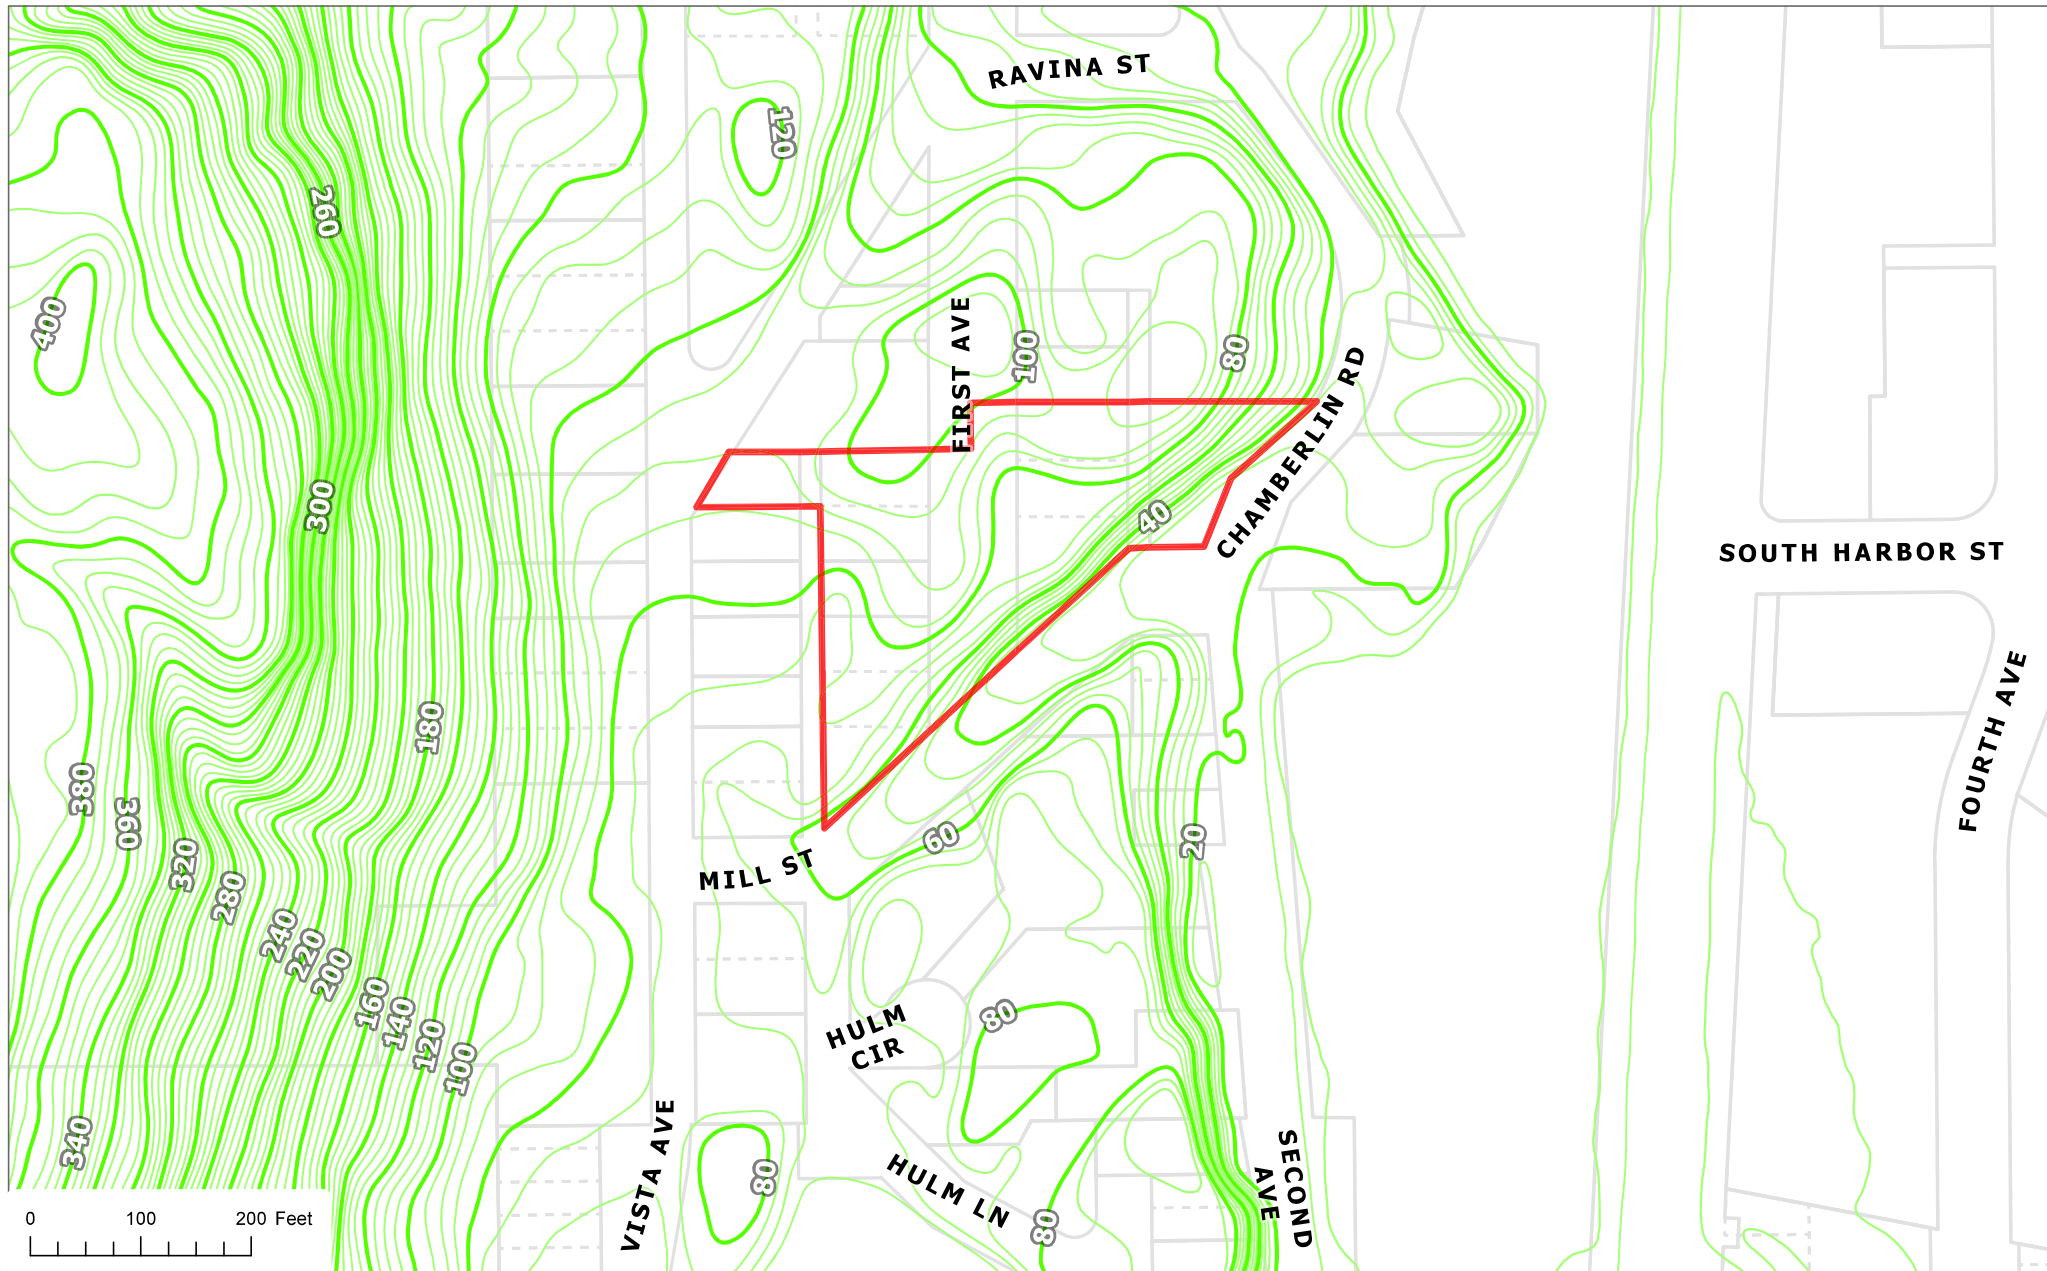 RAVINA ST
120
260
400
FIRST AVE
100
80
CHAMBERLIN RD
300
40
SOUTH HARBOR ST
FOURTH AVE
180
380
360
320
280
240
220
200
160
140
120
100
340
60
20
MILL ST
HULM
CIR
80
VISTA AVE
80
HULM LN
80
SECOND
AVE
0 100 200 Feet